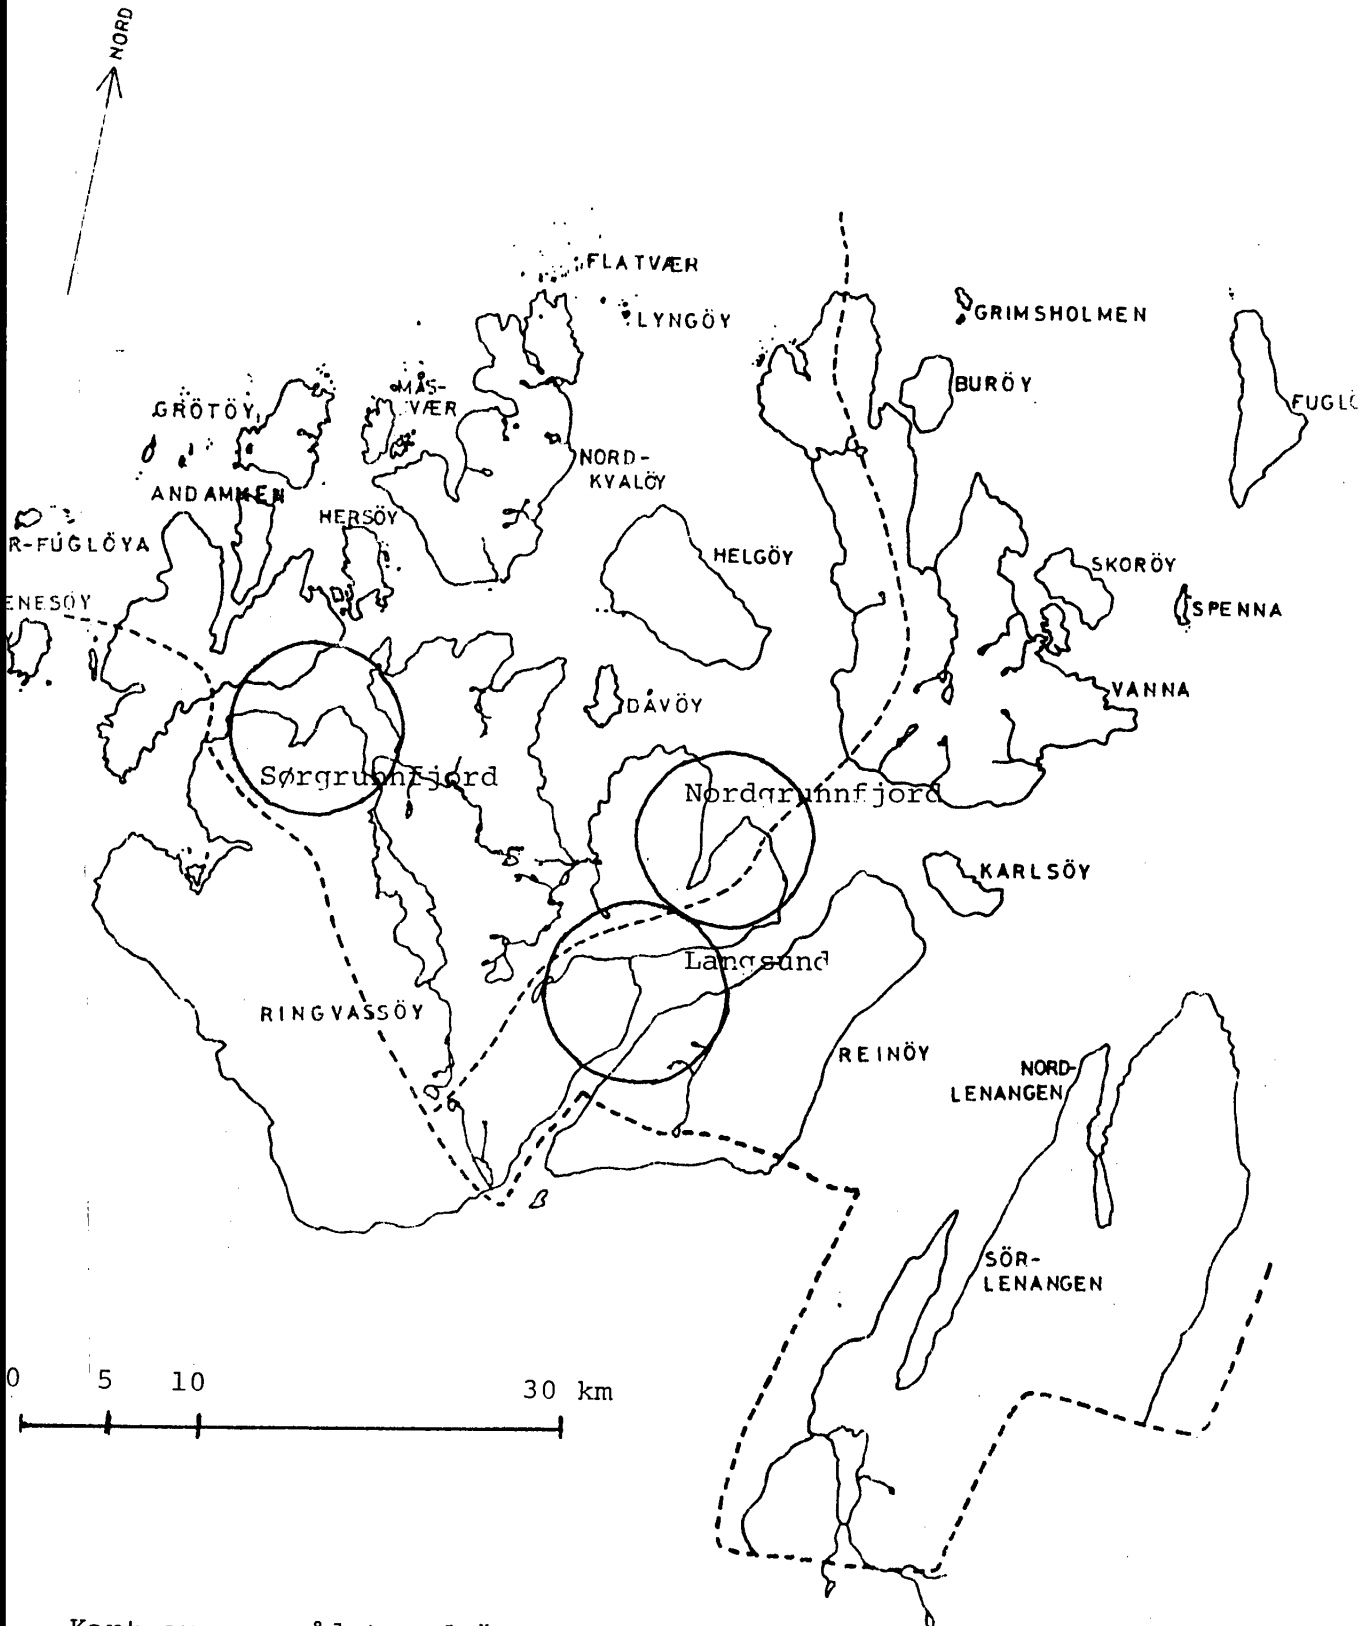 NORD
FLATVÆR
LYNGÖY
GRIMSHOLMEN
MÅS-
VÆR
BURÖY
GRÖTÖY
FUGLÖ
NORD-
KVALÖY
ANDAMMEN
HERSÖY
R-FUGLÖYA
HELGÖY
SKORÖY
ENESÖY
SPENNA
VANNA
DÅVÖY
Sørgrunnfjord
Nordgrunnfjord
KARLSÖY
Langsund
RINGVASSÖY
REINÖY
NORD-
LENANGEN
SÖR-
LENANGEN
0 5 10 30 km